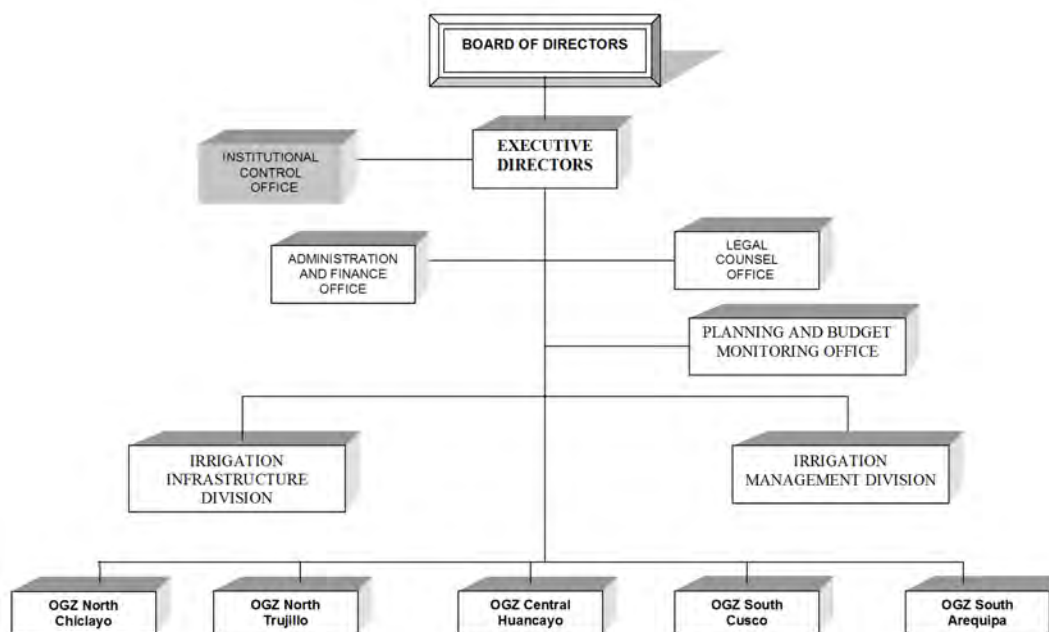 BOARD OF DIRECTORS
EXECUTIVE
DIRECTORS
INSTITUTIONAL
CONTROL
OFFICE
ADMINISTRATION
AND FINANCE
OFFICE
LEGAL
COUNSEL
OFFICE
PLANNING AND BUDGET
MONITORING OFFICE
IRRIGATION
INFRASTRUCTURE
DIVISION
IRRIGATION
MANAGEMENT DIVISION
OGZ North
Chiclayo
OGZ North
Trujillo
OGZ Central
Huancayo
OGZ South
Cusco
OGZ South
Arequipa